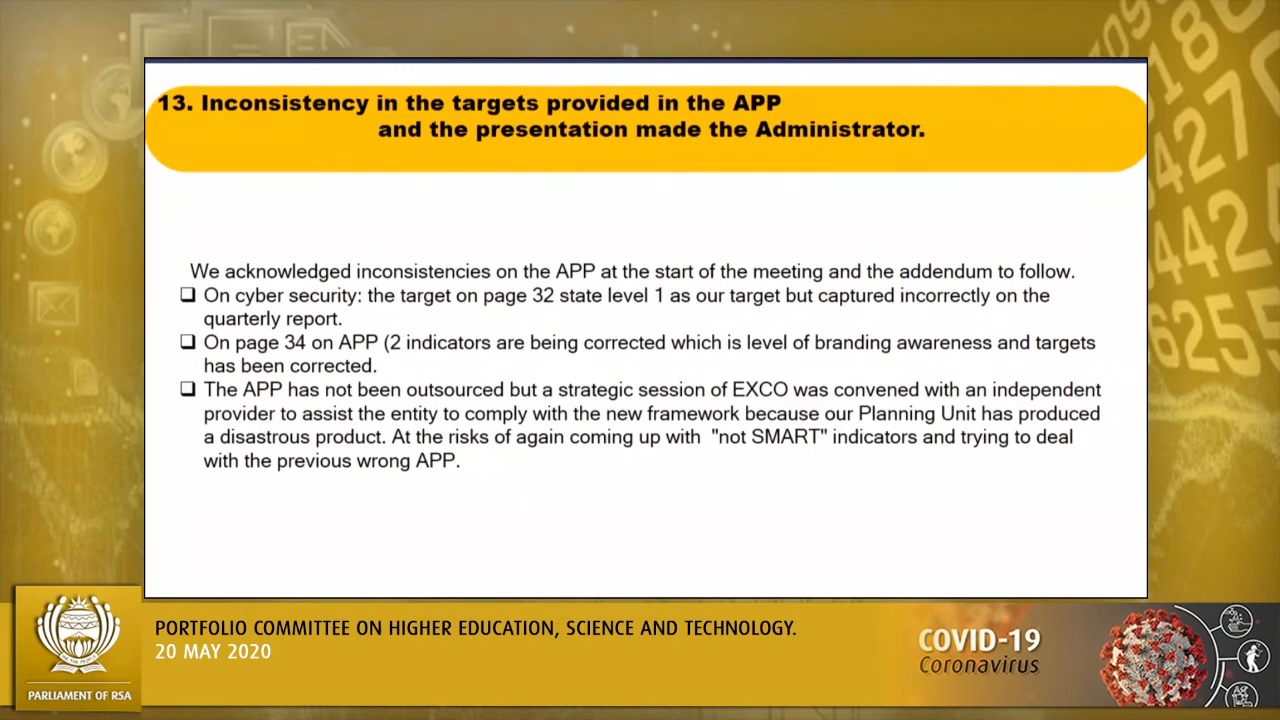 13. Inconsistency in the targets provided in the APP
and the presentation made the Administrator.
We acknowledged inconsistencies on the APP at the start of the meeting and the addendum to follow.
❑ On cyber security: the target on page 32 state level 1 as our target but captured incorrectly on the
quarterly report.
❑ On page 34 on APP (2 indicators are being corrected which is level of branding awareness and targets
has been corrected.
❑ The APP has not been outsourced but a strategic session of EXCO was convened with an independent
provider to assist the entity to comply with the new framework because our Planning Unit has produced
a disastrous product. At the risks of again coming up with "not SMART" indicators and trying to deal
with the previous wrong APP.
PORTFOLIO COMMITTEE ON HIGHER EDUCATION, SCIENCE AND TECHNOLOGY.
20 MAY 2020
PARLIAMENT OF RSA
COVID-19
Coronavirus